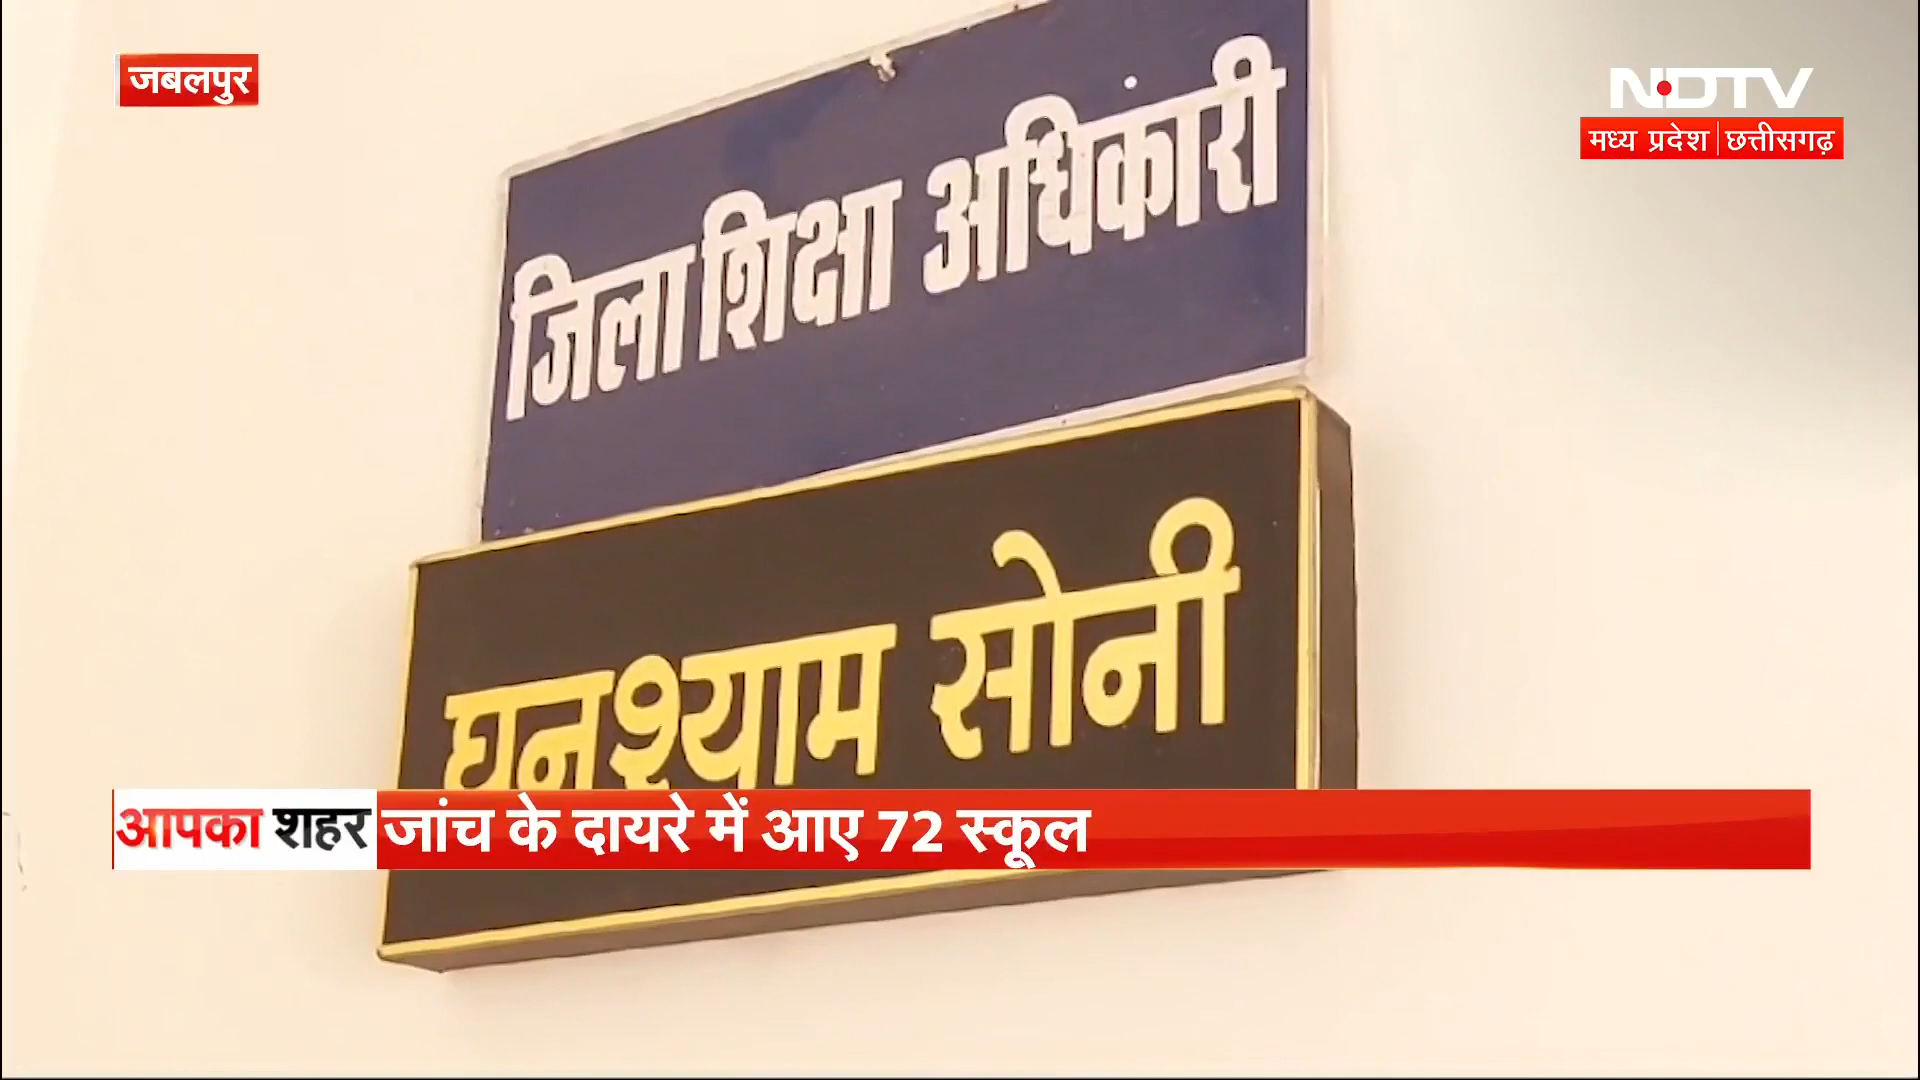 जबलपुर
NDTV
मध्य प्रदेश | छत्तीसगढ़
जिला शिक्षा अधिकारी
घनश्याम सोनी
आपका शहर जांच के दायरे में आए 72 स्कूल